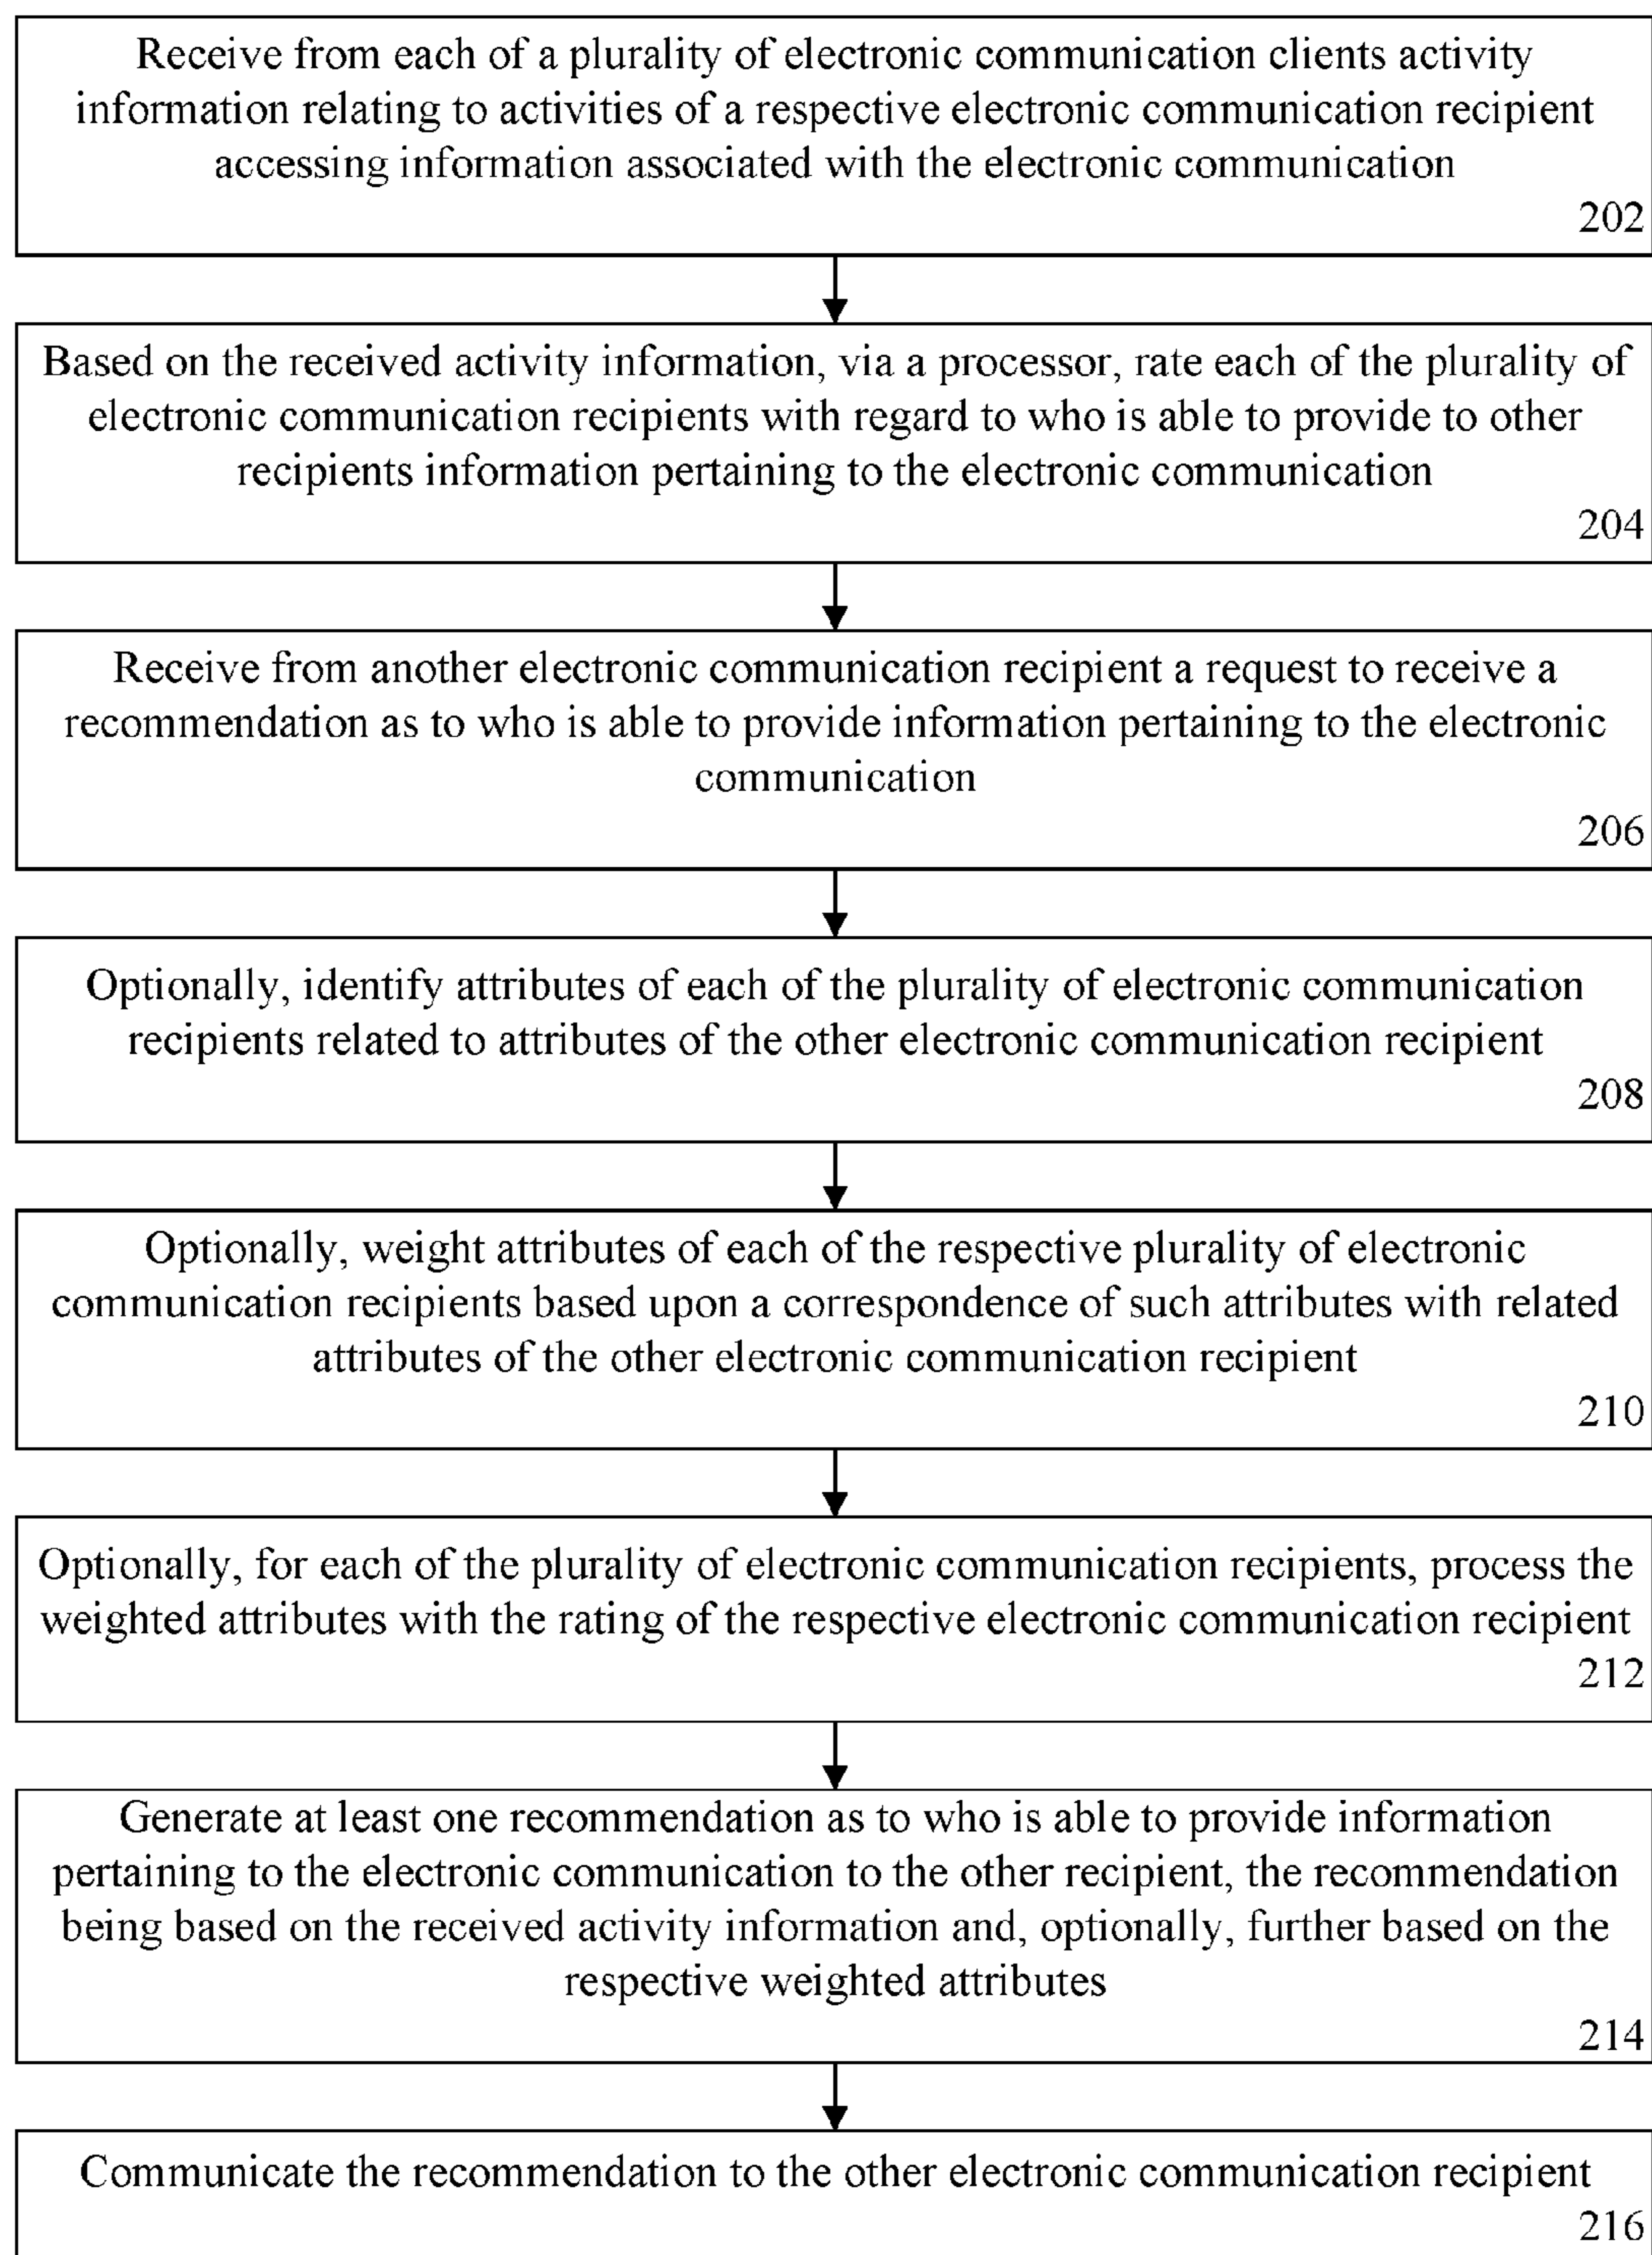 Receive from each of a plurality of electronic communication clients activity
information relating to activities of a respective electronic communication recipient
accessing information associated with the electronic communication
202
Based on the received activity information, via a processor, rate each of the plurality of
electronic communication recipients with regard to who is able to provide to other
recipients information pertaining to the electronic communication
204
Receive from another electronic communication recipient a request to receive a
recommendation as to who is able to provide information pertaining to the electronic
communication
206
Optionally, identify attributes of each of the plurality of electronic communication
recipients related to attributes of the other electronic communication recipient
208
Optionally, weight attributes of each of the respective plurality of electronic
communication recipients based upon a correspondence of such attributes with related
attributes of the other electronic communication recipient
210
Optionally, for each of the plurality of electronic communication recipients, process the
weighted attributes with the rating of the respective electronic communication recipient
212
Generate at least one recommendation as to who is able to provide information
pertaining to the electronic communication to the other recipient, the recommendation
being based on the received activity information and, optionally, further based on the
respective weighted attributes
214
Communicate the recommendation to the other electronic communication recipient
216